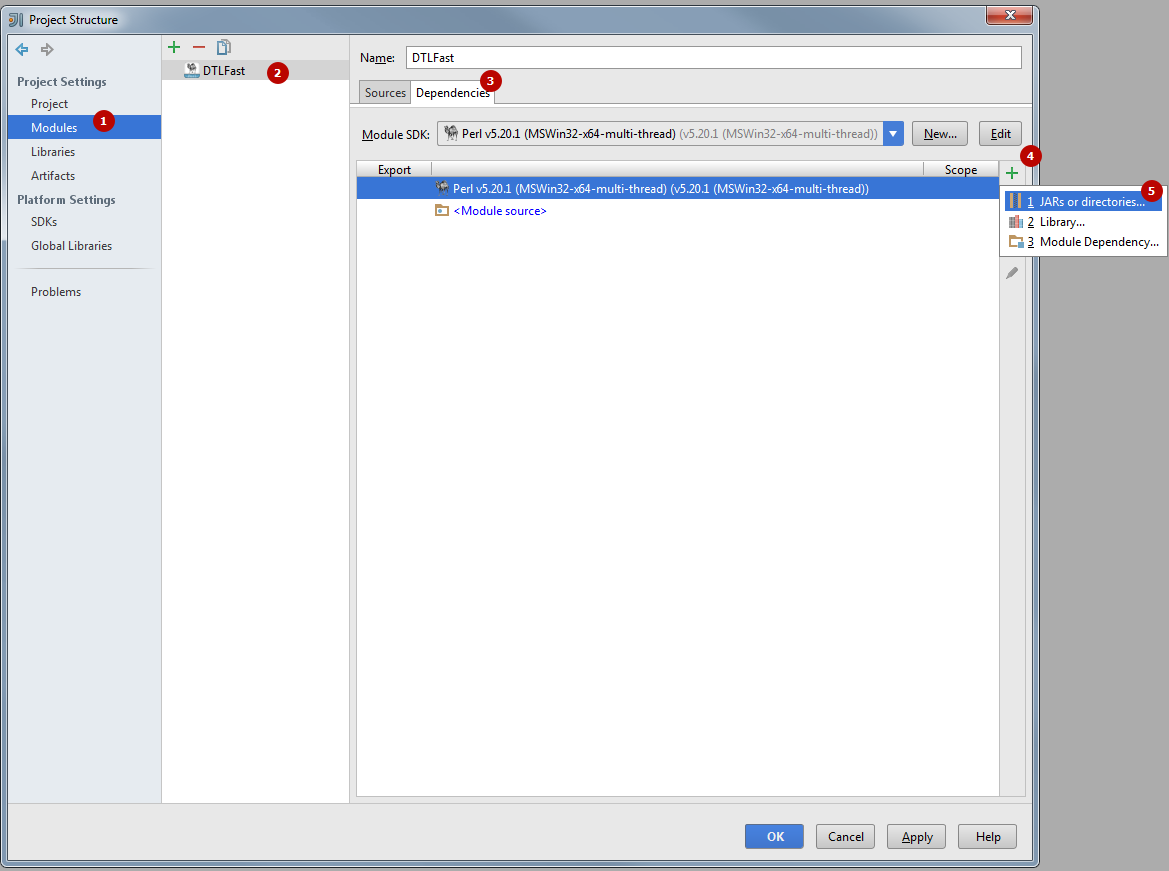 Project Structure
Project Settings
Project
Modules 1
Libraries
Artifacts
Platform Settings
SDKs
Global Libraries
Problems
DTLFast 2
Name: DTLFast
Sources Dependencies 3
Module SDK: Perl v5.20.1 (MSWin32-x64-multi-thread) (v5.20.1 (MSWin32-x64-multi-thread)) New... Edit
4
Export Scope
Perl v5.20.1 (MSWin32-x64-multi-thread) (v5.20.1 (MSWin32-x64-multi-thread))
<Module source>
5
1 JARs or directories...
2 Library...
3 Module Dependency...
OK Cancel Apply Help